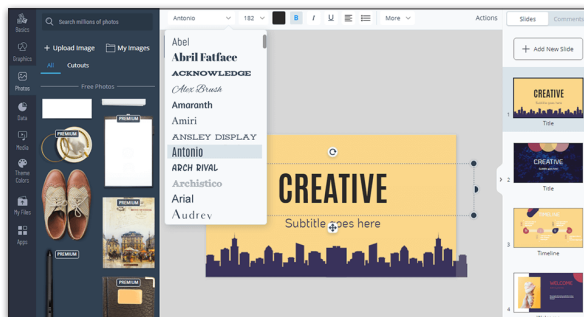 Basics
Graphics
Photos
Data
Media
Theme
Colors
My Files
Apps
Search millions of photos
+ Upload Image
My Images
All
Cutouts
Free Photos
PREMIUM
PREMIUM
PREMIUM
PREMIUM
PREMIUM
Antonio
182
B
I
U
More
Actions
Abel
Abril Fatface
ACKNOWLEDGE
Alex Brush
Amaranth
Amiri
ANSLEY DISPLAY
Antonio
ARCH RIVAL
Archistico
Arial
Audrey
CREATIVE
Subtitle goes here
Slides
Comments
+ Add New Slide
CREATIVE
1
Title
CREATIVE
2
Title
TIMELINE
3
Timeline
WELCOME
4